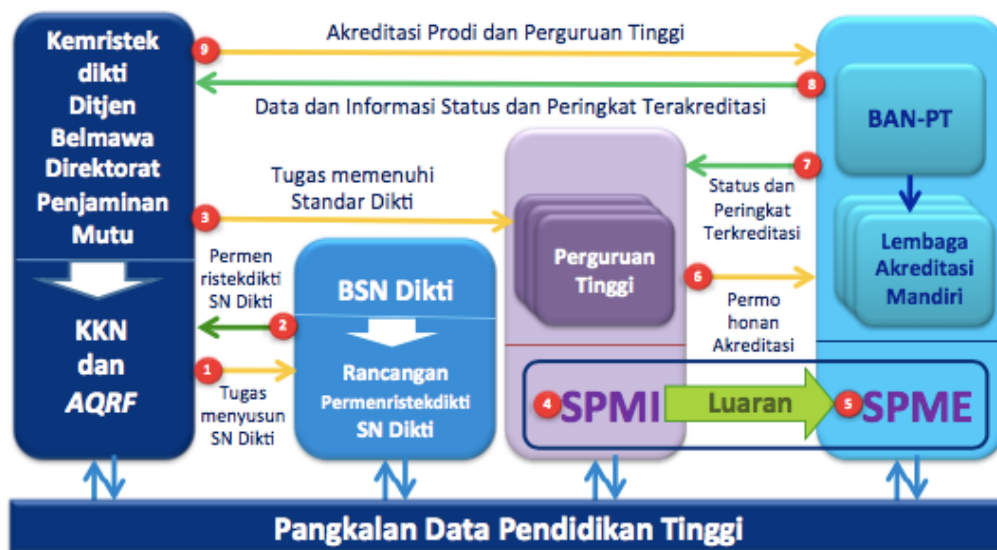 Kemristek
dikti
Ditjen
Belmawa
Direktorat
Penjaminan
Mutu
KKN
dan
AQRF
9
Akreditasi Prodi dan Perguruan Tinggi
8
Data dan Informasi Status dan Peringkat Terakreditasi
3
Tugas memenuhi
Standar Dikti
Permen
ristekdikti
SN Dikti
2
1
Tugas
menyusun
SN Dikti
BSN Dikti
Rancangan
Permenristekdikti
SN Dikti
Perguruan
Tinggi
7
Status dan
Peringkat
Terkreditasi
6
Permo
honan
Akreditasi
BAN-PT
Lembaga
Akreditasi
Mandiri
4 SPMI
Luaran
5 SPME
Pangkalan Data Pendidikan Tinggi